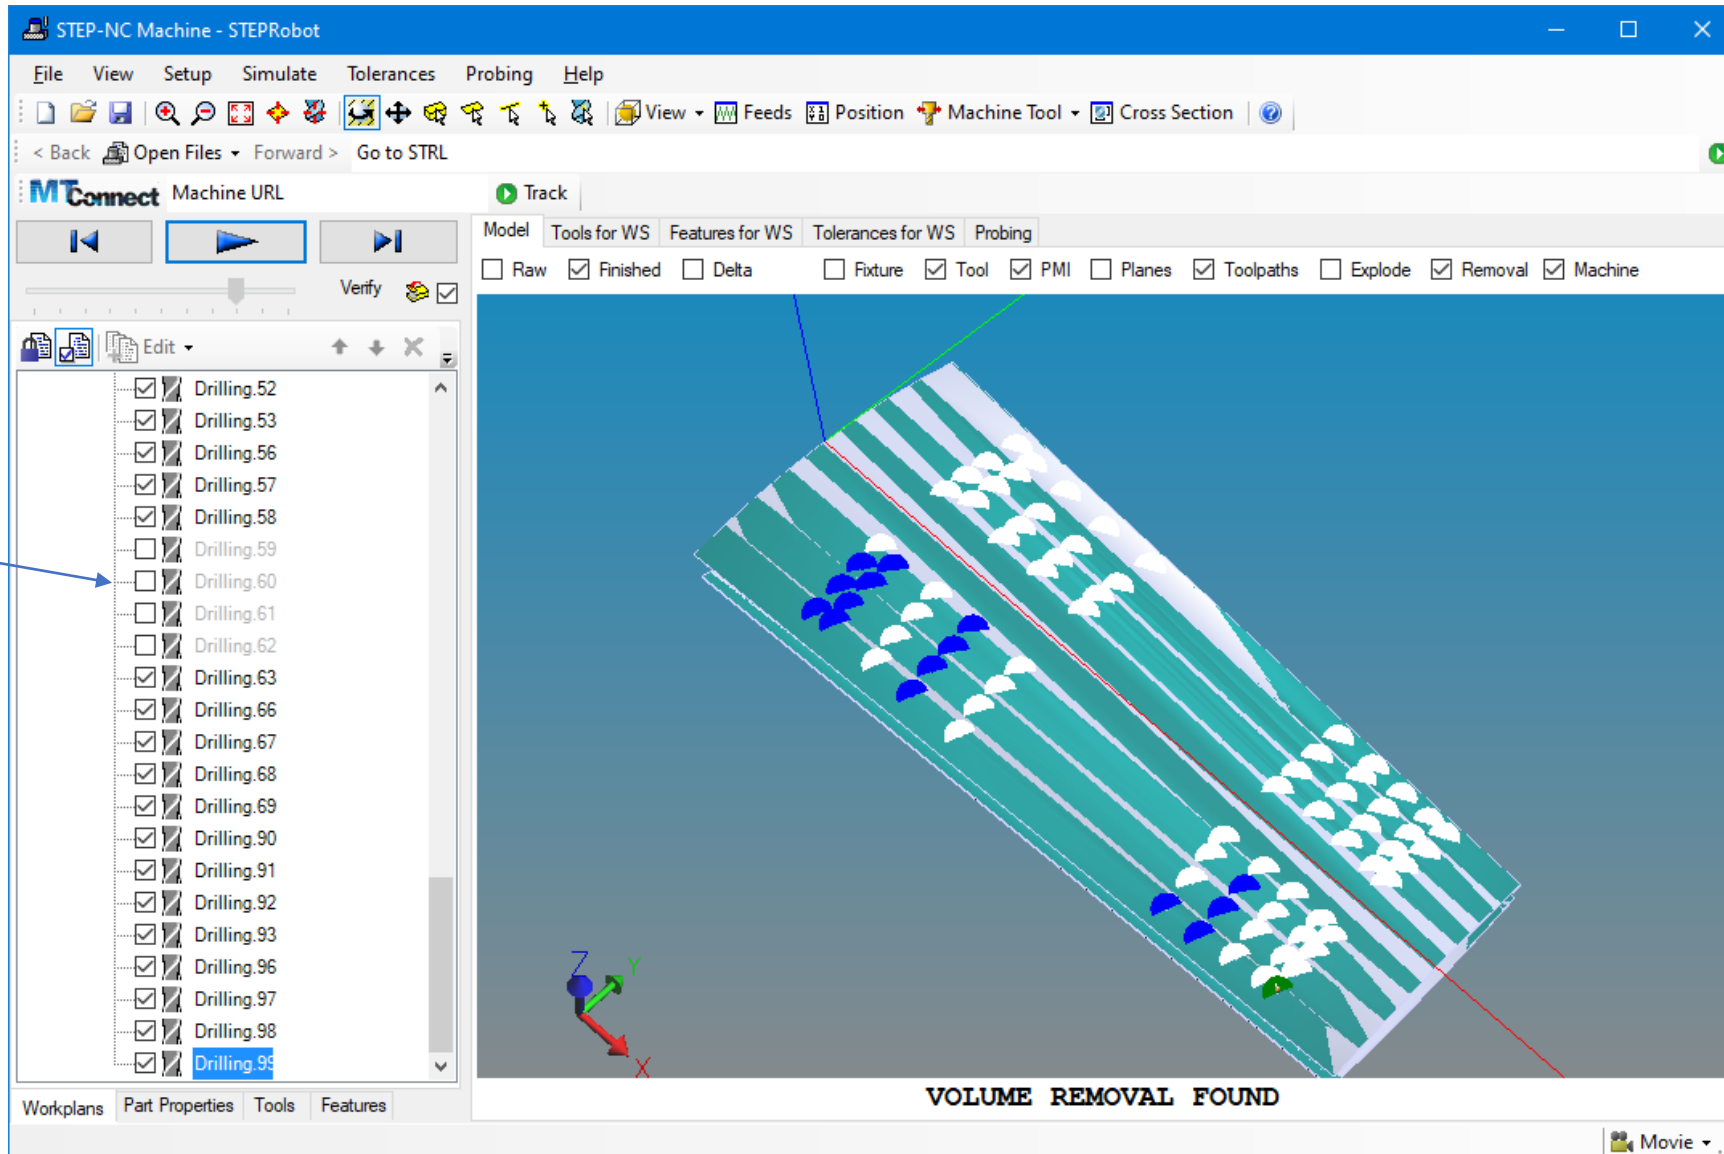 STEP-NC Machine - STEPRobot
File View Setup Simulate Tolerances Probing Help
View Feeds Position Machine Tool Cross Section
< Back Open Files Forward > Go to STRL
MTConnect Machine URL Track
Model Tools for WS Features for WS Tolerances for WS Probing
Raw Finished Delta Fixture Tool PMI Planes Toolpaths Explode Removal Machine
Verify
Edit
Drilling.52
Drilling.53
Drilling.56
Drilling.57
Drilling.58
Drilling.59
Drilling.60
Drilling.61
Drilling.62
Drilling.63
Drilling.66
Drilling.67
Drilling.68
Drilling.69
Drilling.90
Drilling.91
Drilling.92
Drilling.93
Drilling.96
Drilling.97
Drilling.98
Drilling.99
Z
Y
X
VOLUME REMOVAL FOUND
Workplans Part Properties Tools Features
Movie